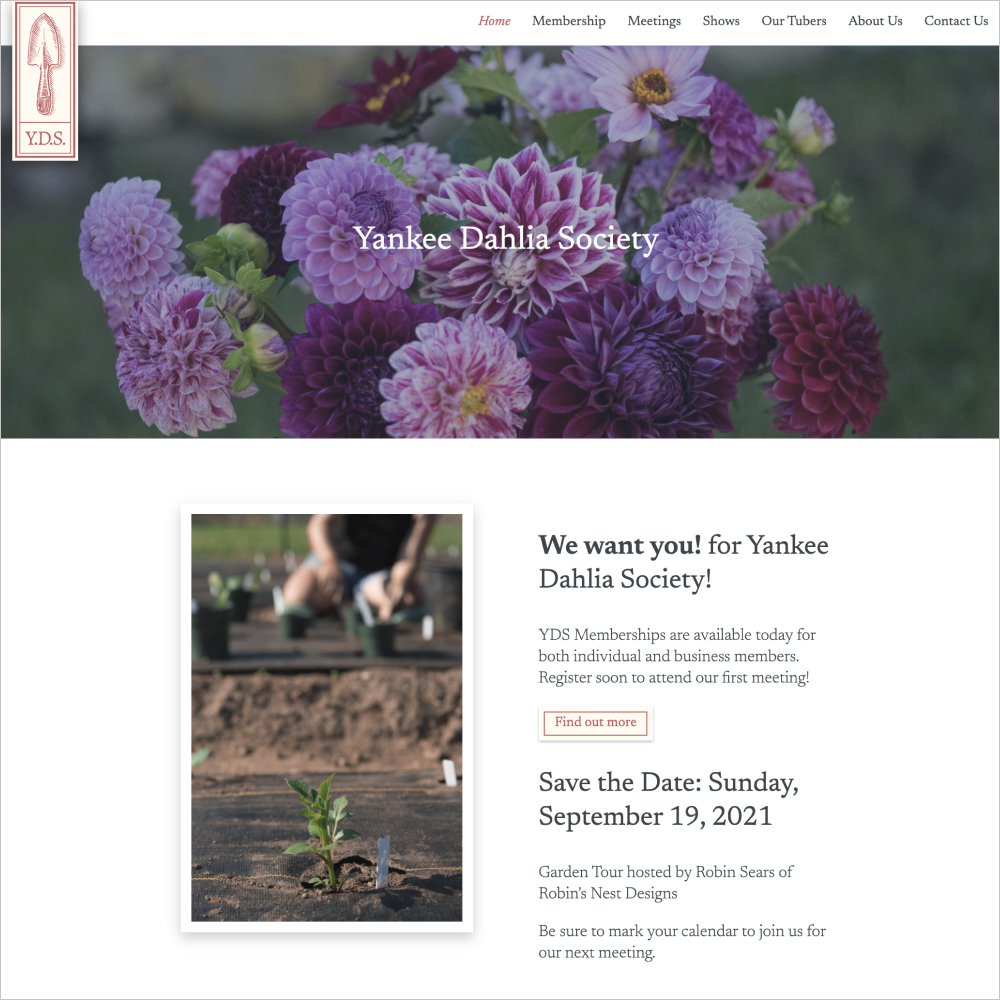 Home Membership Meetings Shows Our Tubers About Us Contact Us
Y.D.S.
Yankee Dahlia Society
We want you! for Yankee
Dahlia Society!
YDS Memberships are available today for
both individual and business members.
Register soon to attend our first meeting!
Find out more
Save the Date: Sunday,
September 19, 2021
Garden Tour hosted by Robin Sears of
Robin’s Nest Designs
Be sure to mark your calendar to join us for
our next meeting.